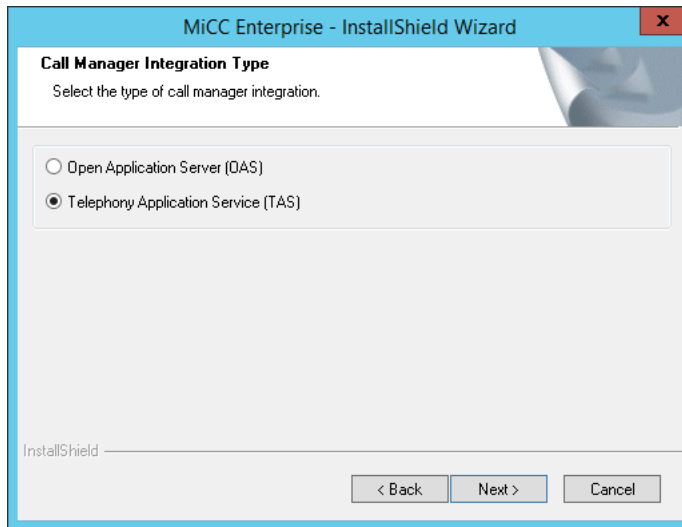 MiCC Enterprise - InstallShield Wizard
x
Call Manager Integration Type
Select the type of call manager integration.
Open Application Server (OAS)
Telephony Application Service (TAS)
InstallShield
< Back
Next >
Cancel